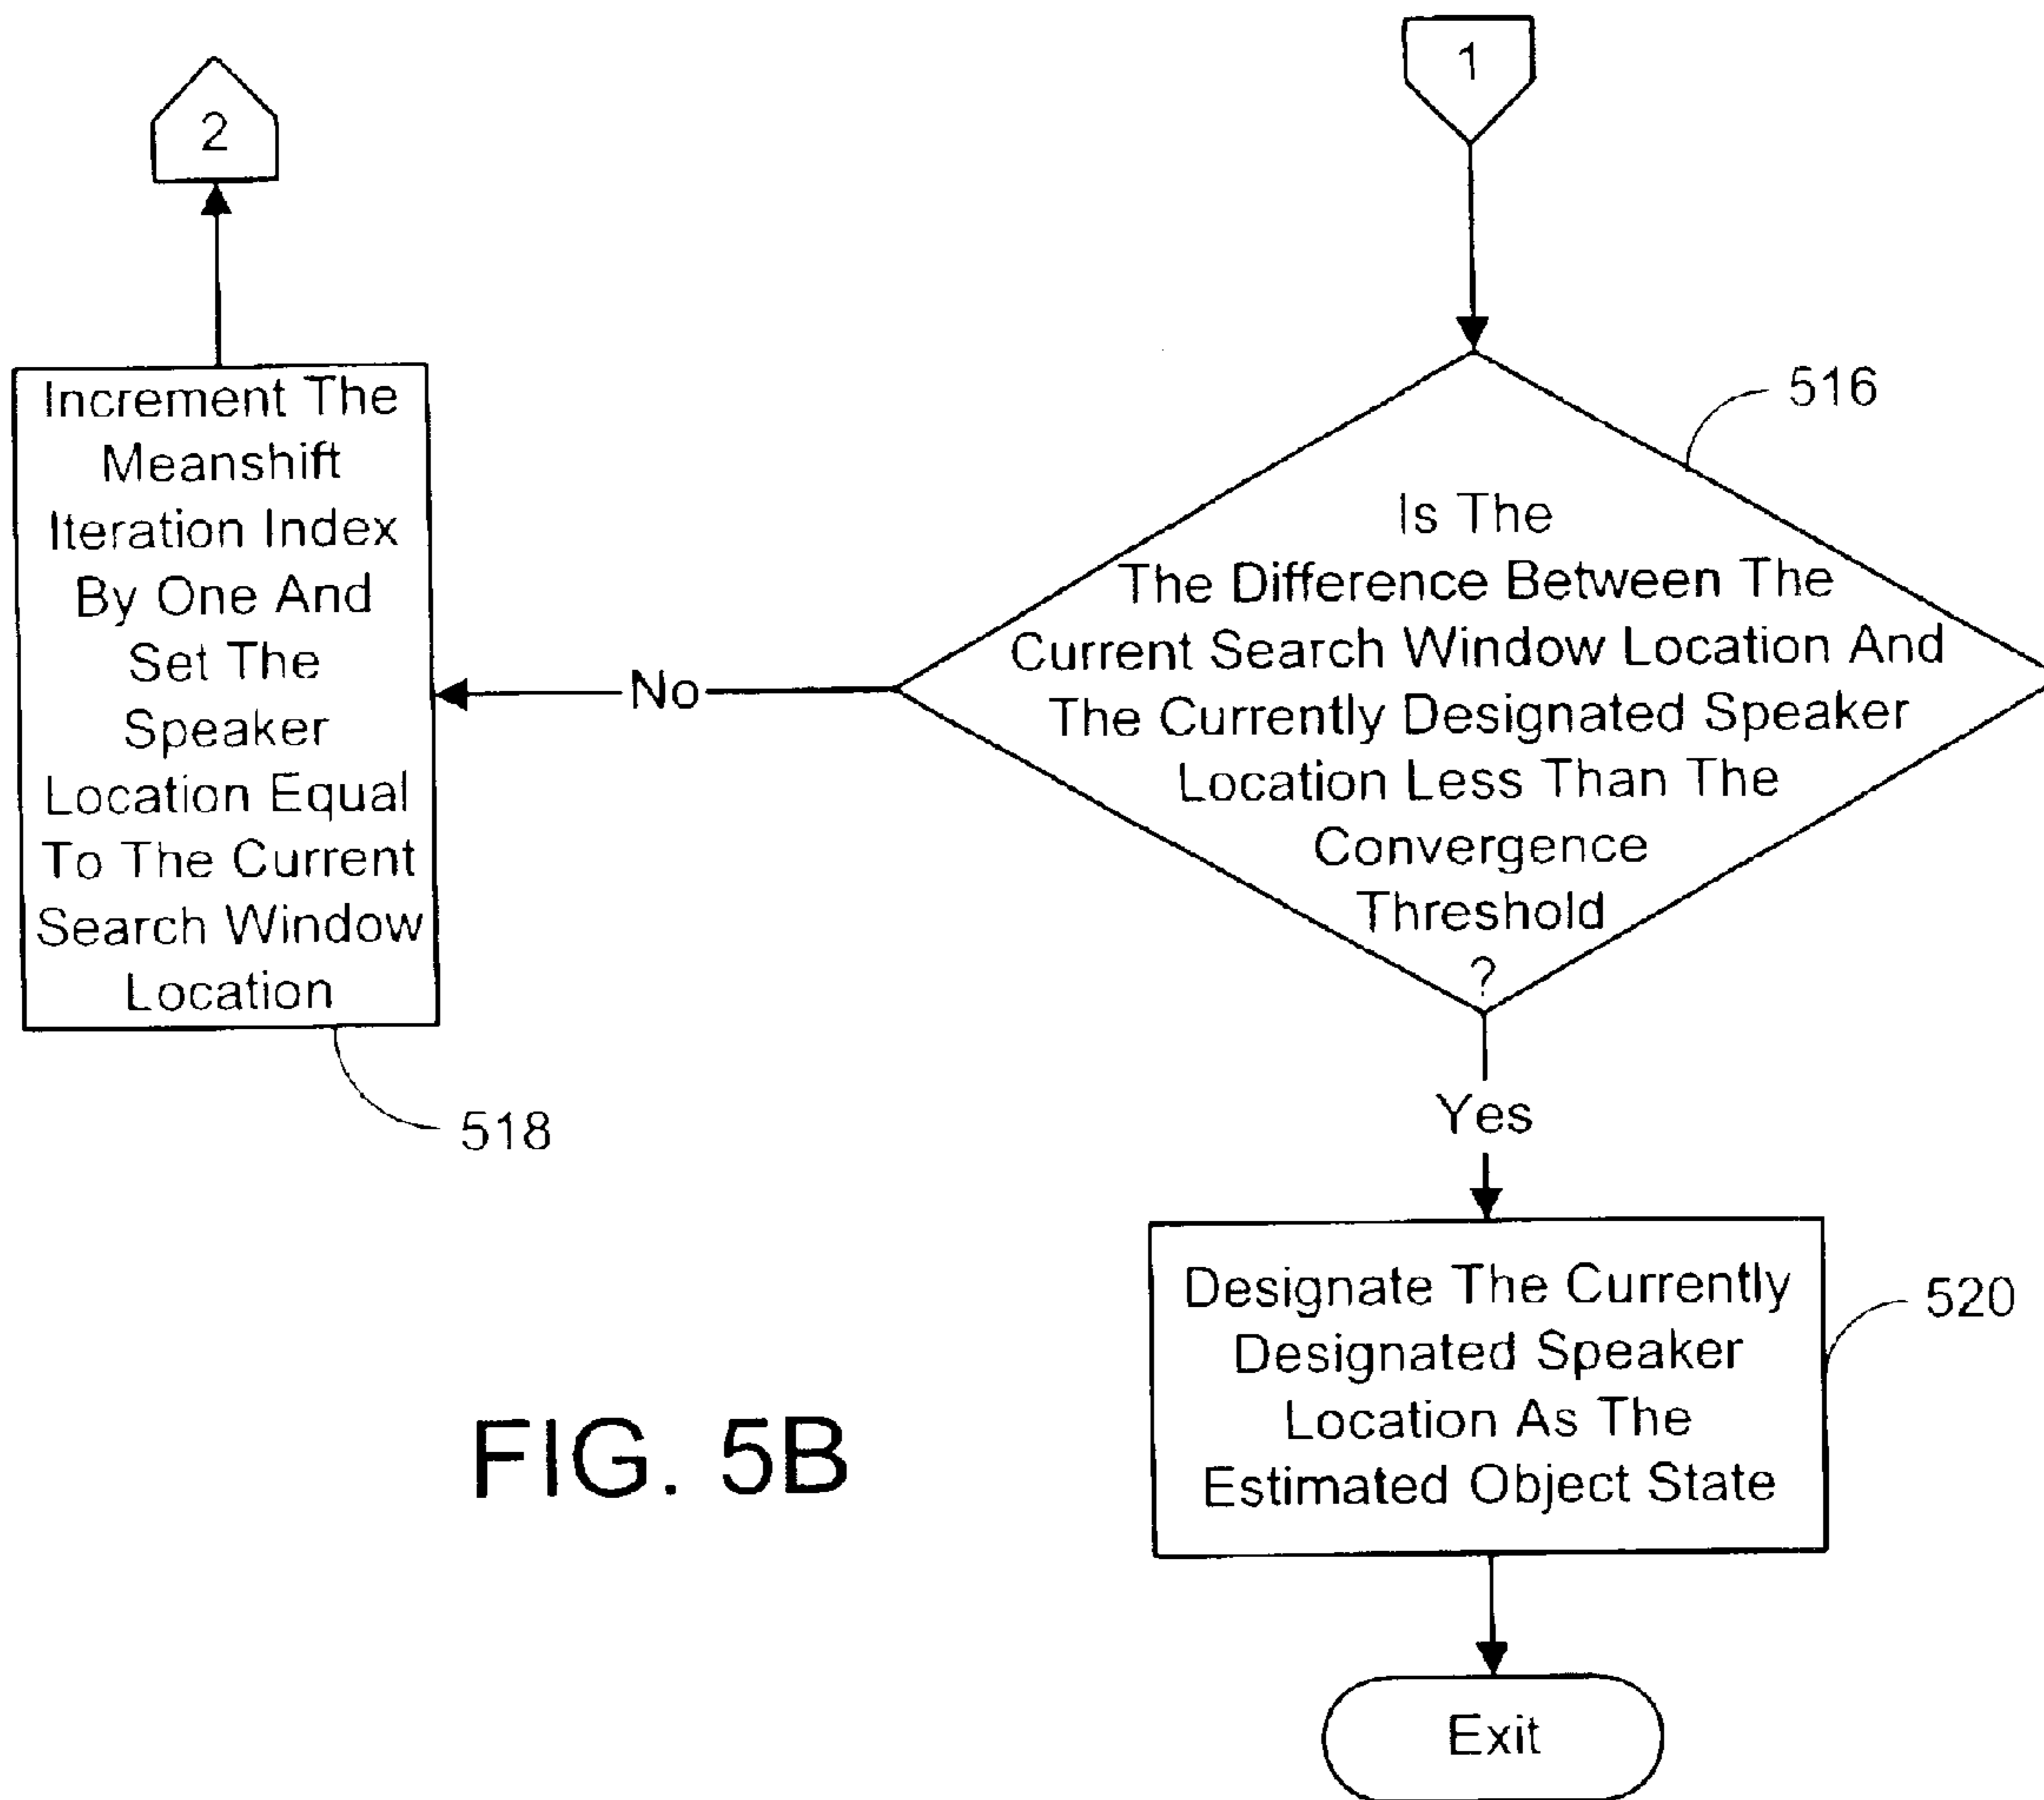 2
1
Increment The
Meanshift
Iteration Index
By One And
Set The
Speaker
Location Equal
To The Current
Search Window
Location
518
No
516
Is The
The Difference Between The
Current Search Window Location And
The Currently Designated Speaker
Location Less Than The
Convergence
Threshold
?
Yes
Designate The Currently
Designated Speaker
Location As The
Estimated Object State
520
Exit
FIG. 5B